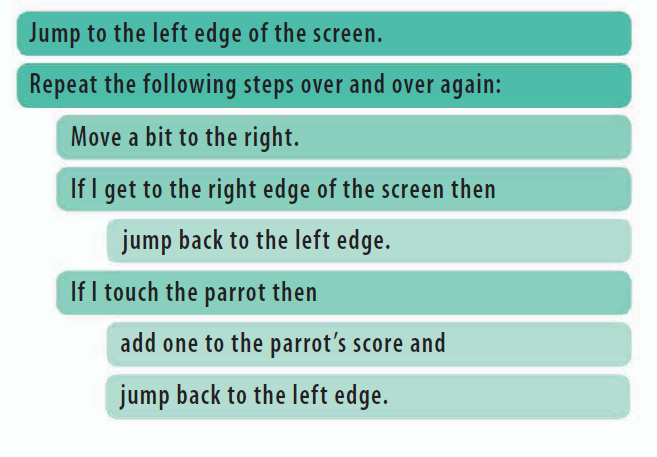 Jump to the left edge of the screen.
Repeat the following steps over and over again:
Move a bit to the right.
If I get to the right edge of the screen then
jump back to the left edge.
If I touch the parrot then
add one to the parrot’s score and
jump back to the left edge.